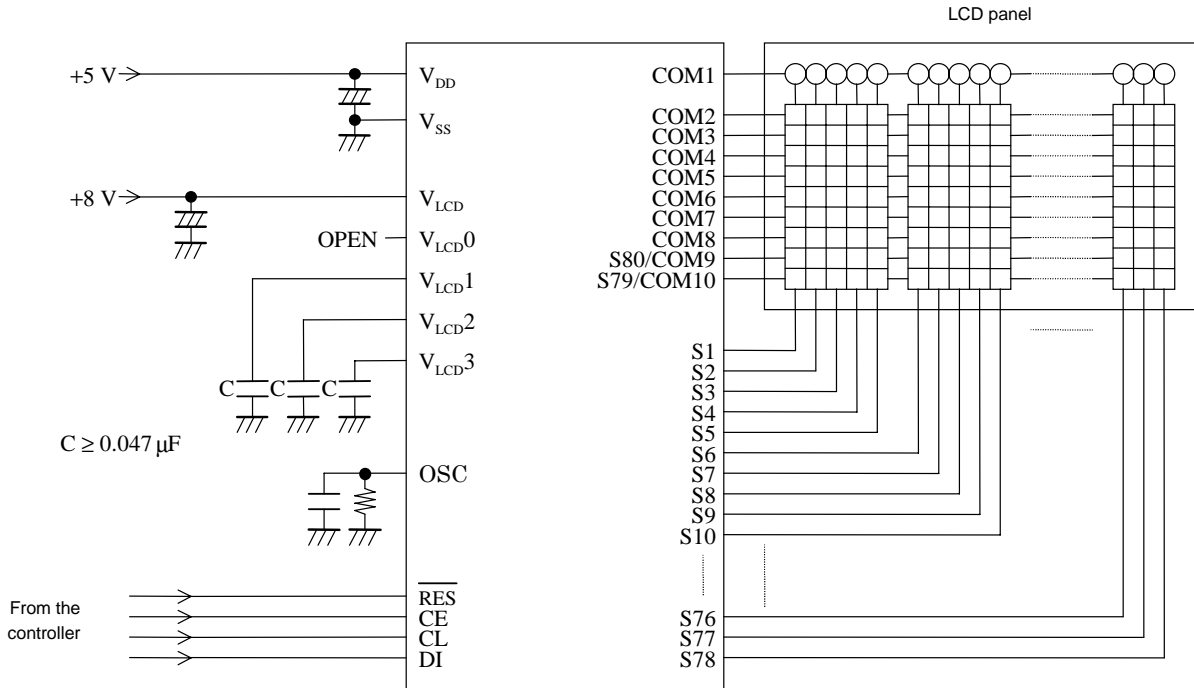 LCD panel
+5 V
V_DD
COM1
V_SS
COM2
COM3
COM4
COM5
+8 V
V_LCD
COM6
COM7
OPEN
V_LCD0
COM8
S80/COM9
V_LCD1
S79/COM10
V_LCD2
S1
V_LCD3
S2
C
C
C
S3
S4
S5
C ≥ 0.047 µF
S6
OSC
S7
S8
S9
S10
From the
controller
RES
CE
CL
DI
S76
S77
S78